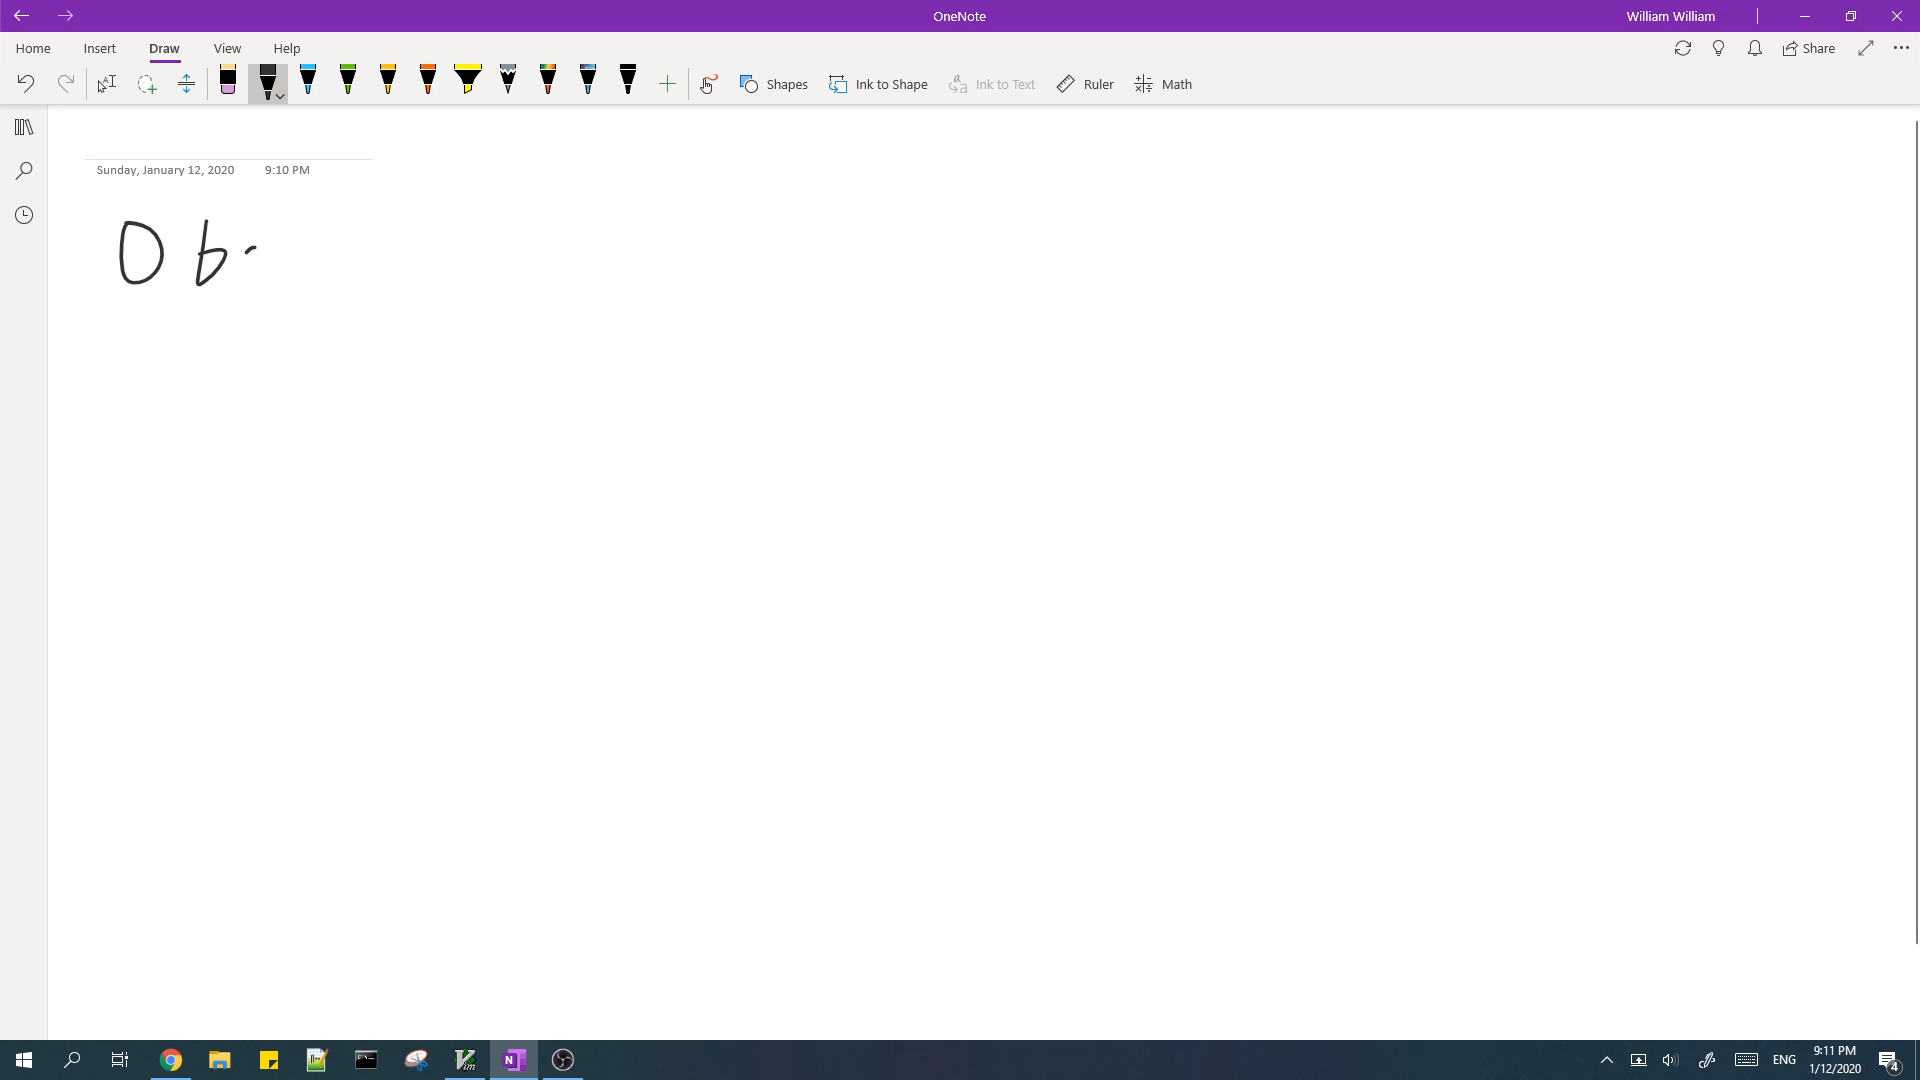 OneNote
William William
Home Insert Draw View Help
Share
Shapes Ink to Shape Ink to Text Ruler Math
Sunday, January 12, 2020 9:10 PM
O b
ENG
9:11 PM
1/12/2020
4